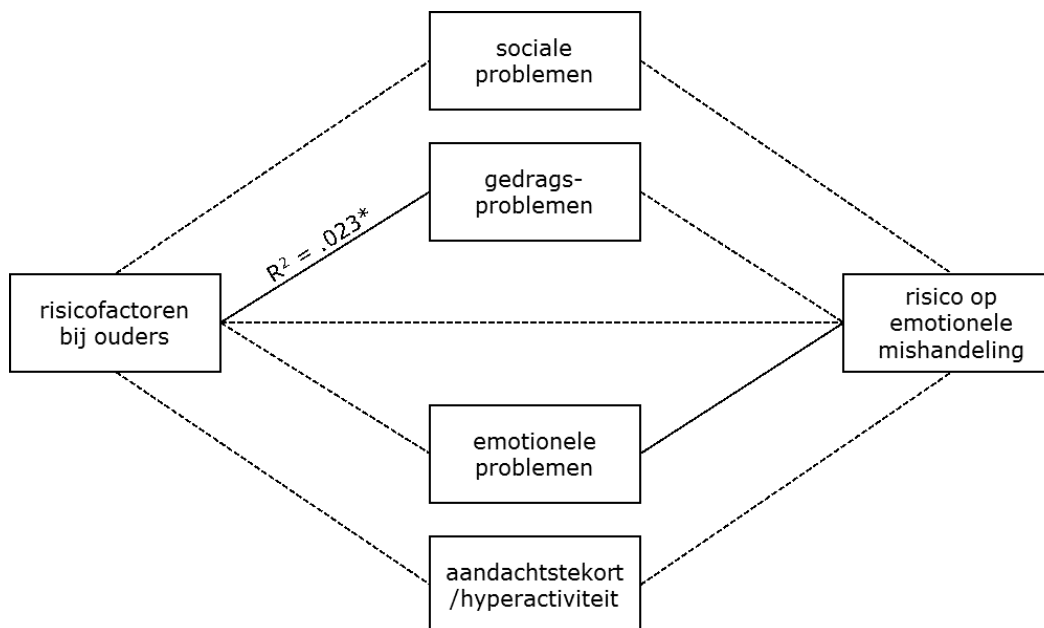 sociale
problemen
gedrags-
problemen
R² = .023*
risicofactoren
bij ouders
risico op
emotionele
mishandeling
emotionele
problemen
aandachtstekort
/hyperactiviteit